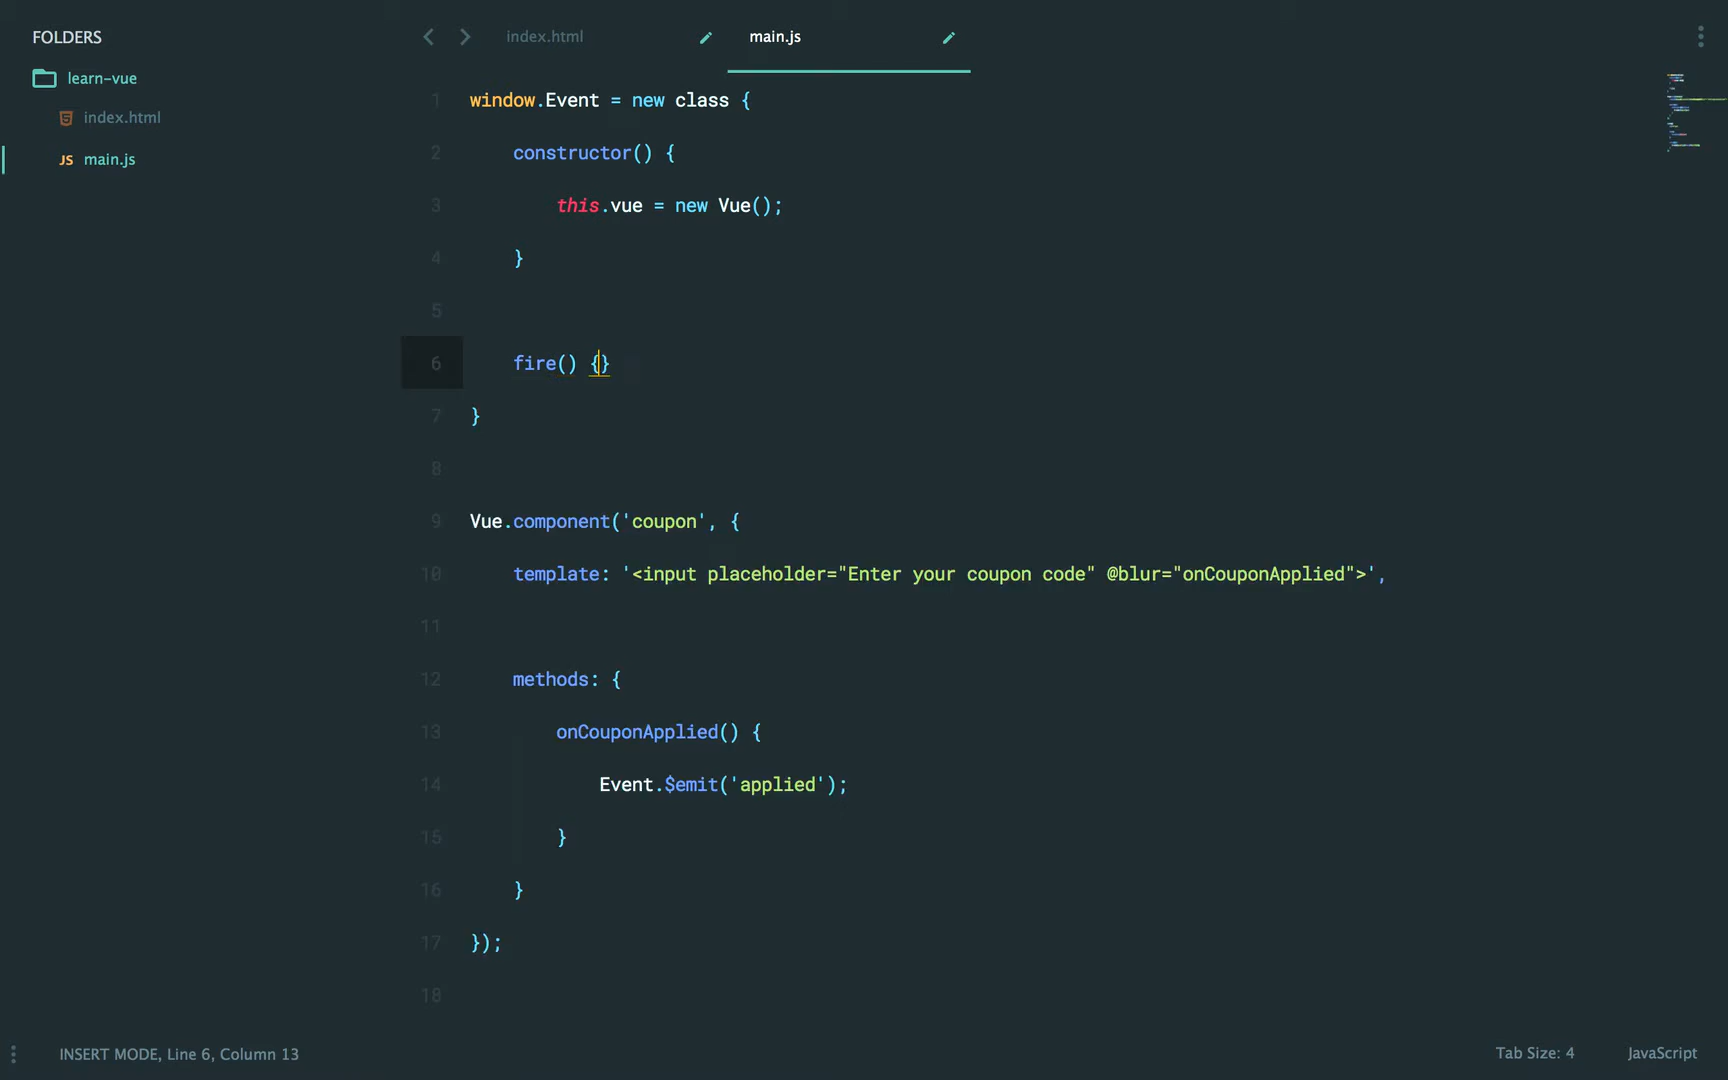 FOLDERS
learn-vue
index.html
JS main.js
index.html
main.js
1 window.Event = new class {
2 constructor() {
3 this.vue = new Vue();
4 }
5
6 fire() {}
7 }
8
9 Vue.component('coupon', {
10 template: '<input placeholder="Enter your coupon code" @blur="onCouponApplied">',
11
12 methods: {
13 onCouponApplied() {
14 Event.$emit('applied');
15 }
16 }
17 });
18
INSERT MODE, Line 6, Column 13
Tab Size: 4
JavaScript